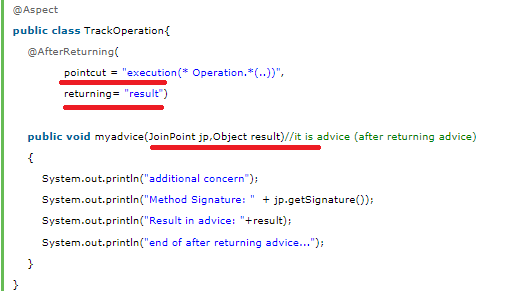 @Aspect
public class TrackOperation{
@AfterReturning(
pointcut = "execution(* Operation.*(..))",
returning= "result")
public void myadvice(JoinPoint jp,Object result)//it is advice (after returning advice)
{
System.out.println("additional concern");
System.out.println("Method Signature: " + jp.getSignature());
System.out.println("Result in advice: "+result);
System.out.println("end of after returning advice...");
}
}